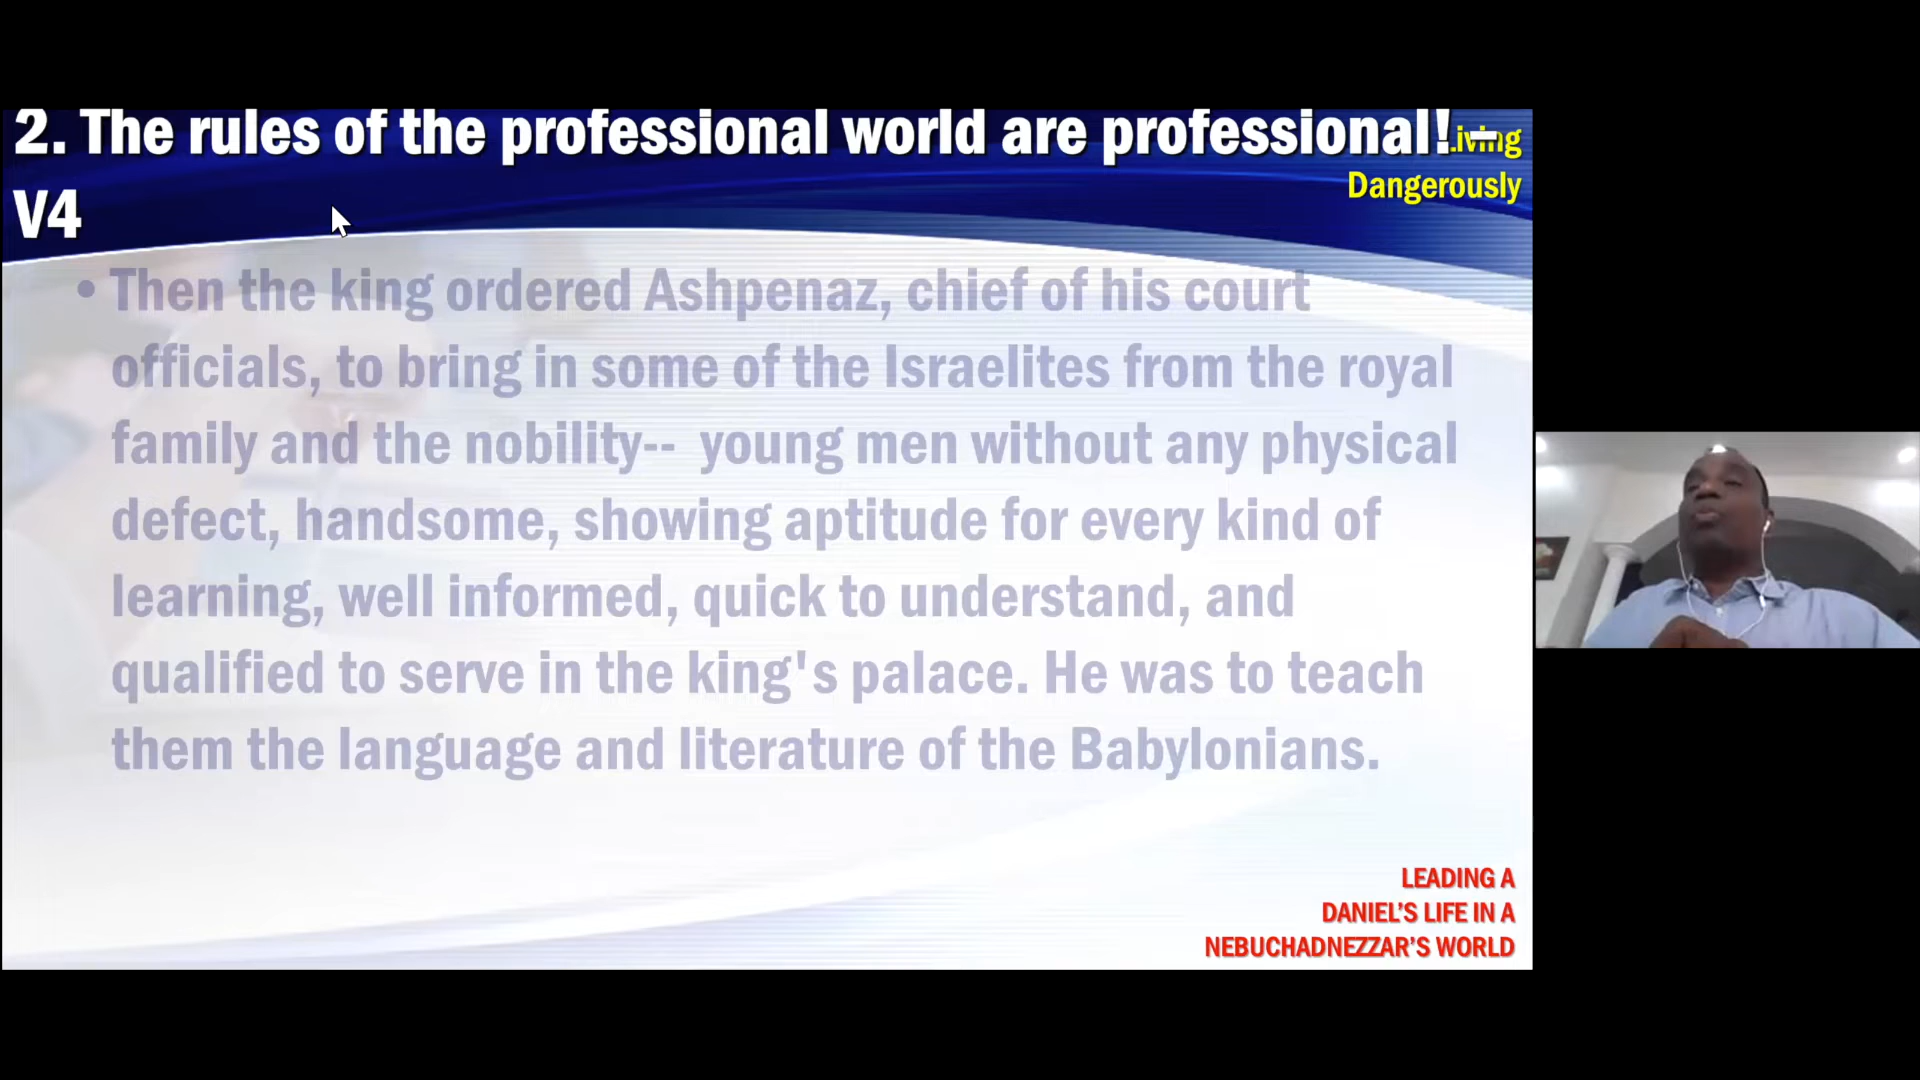 2. The rules of the professional world are professional! –
V4
.iving
Dangerously
• Then the king ordered Ashpenaz, chief of his court
officials, to bring in some of the Israelites from the royal
family and the nobility-- young men without any physical
defect, handsome, showing aptitude for every kind of
learning, well informed, quick to understand, and
qualified to serve in the king's palace. He was to teach
them the language and literature of the Babylonians.
LEADING A
DANIEL'S LIFE IN A
NEBUCHADNEZZAR'S WORLD